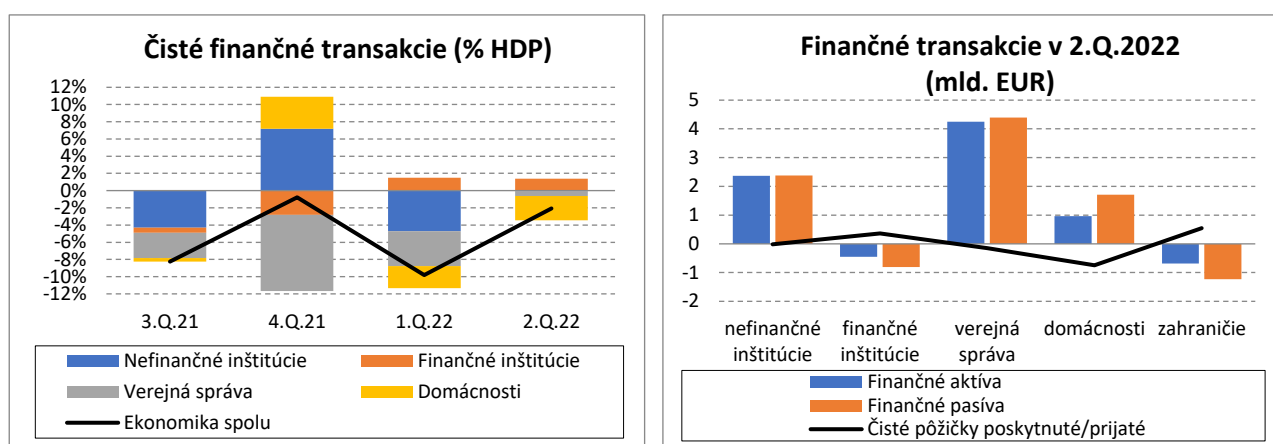 Čisté finančné transakcie (% HDP)
12%
10%
8%
6%
4%
2%
0%
-2%
-4%
-6%
-8%
-10%
-12%
3.Q.21 4.Q.21 1.Q.22 2.Q.22
Nefinančné inštitúcie Finančné inštitúcie
Verejná správa Domácnosti
Ekonomika spolu
Finančné transakcie v 2.Q.2022
(mld. EUR)
5
4
3
2
1
0
-1
-2
nefinančné finančné verejná domácnosti zahraničie
inštitúcie inštitúcie správa
Finančné aktíva
Finančné pasíva
Čisté pôžičky poskytnuté/prijaté